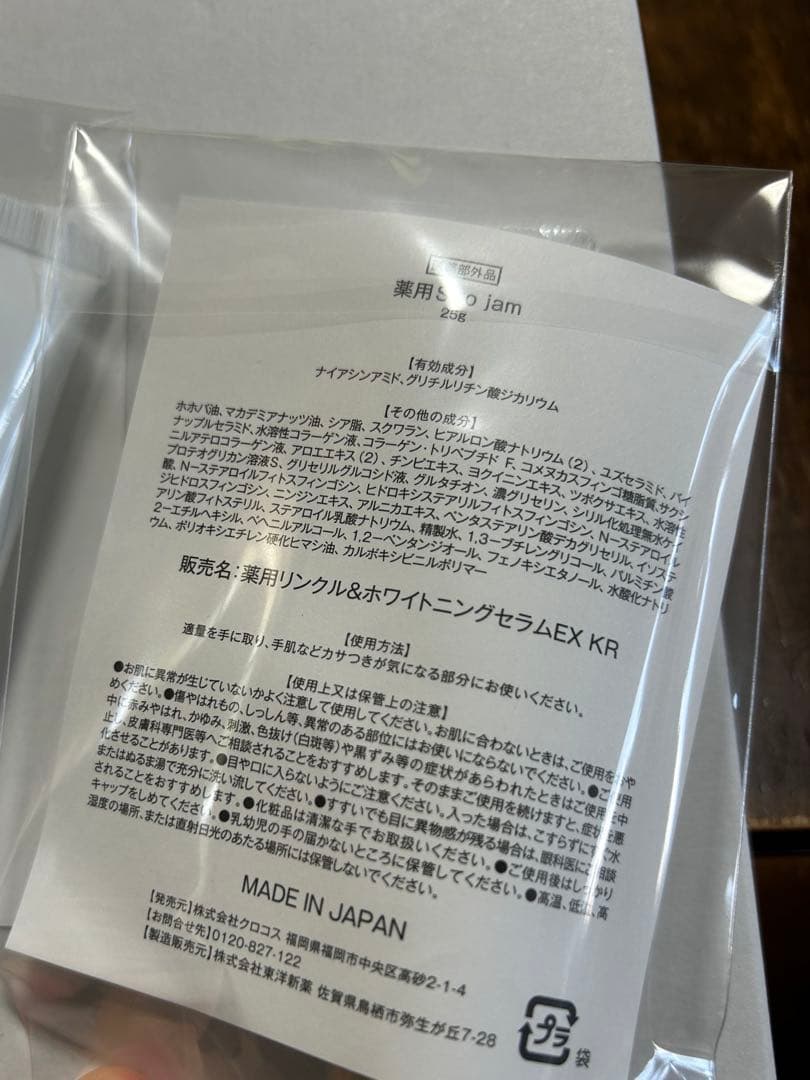 部外品
薬用S o jam
25g
【有効成分】
ナイアシンアミド、グリチルリチン酸ジカリウム
【その他の成分】
ホホバ油、マカデミアナッツ油、シア脂、スクワラン、ヒアルロン酸ナトリウム(2)、ユズセラミド、パイ
ナップルセラミド、水溶性コラーゲン液、コラーゲン・トリペプチド F、コメヌカスフィンゴ糖脂質、サクシ
ニルアテロコラーゲン液、アロエエキス(2)、チンピエキス、ヨクイニンエキス、ツボクサエキス、水溶性
プロテオグリカン溶液S、グリセリルグルコシド液、グルタチオン、濃グリセリン、シリル化処理無水ケイ
酸、N-ステアロイルフィトスフィンゴシン、ヒドロキシステアリルフィトスフィンゴシン、N-ステアロイル
ジヒドロスフィンゴシン、ニンジンエキス、アルニカエキス、ペンタステアリン酸デカグリセリル、イソステ
アリン酸フィトステリル、ステアロイル乳酸ナトリウム、精製水、1,3-ブチレングリコール、パルミチン酸
2-エチルヘキシル、ベヘニルアルコール、1,2-ペンタンジオール、フェノキシエタノール、水酸化ナトリ
ウム、ポリオキシエチレン硬化ヒマシ油、カルボキシビニルポリマー
販売名:薬用リンクル&ホワイトニングセラムEX KR
【使用方法】
適量を手に取り、手肌などカサつきが気になる部分にお使いください。
【使用上又は保管上の注意】
●お肌に異常が生じていないかよく注意して使用してください。お肌に合わないときは、ご使用をおや
めください。●傷やはれもの、しっしん等、異常のある部位にはお使いにならないでください。●ご使用
中に赤みやはれ、かゆみ、刺激、色抜け(白斑等)や黒ずみ等の症状があらわれたときはご使用を中
止し、皮膚科専門医等へご相談されることをおすすめします。そのままご使用を続けますと、症状を悪
化させることがあります。●目や口に入らないようにご注意ください。入った場合は、こすらずにすぐ水
またはぬるま湯で充分に洗い流してください。●すすいでも目に異物感が残る場合は、眼科医にご相談
されることをおすすめします。●化粧品は清潔な手でお取扱いください。●ご使用後はしっかり
キャップをしめてください。●乳幼児の手の届かないところに保管してください。●高温、低温、高
湿度の場所、または直射日光のあたる場所には保管しないでください。
MADE IN JAPAN
【発売元】株式会社クロコス 福岡県福岡市中央区高砂2-1-4
【お問合せ先】0120-827-122
【製造販売元】株式会社東洋新薬 佐賀県鳥栖市弥生が丘7-28
プラ
袋